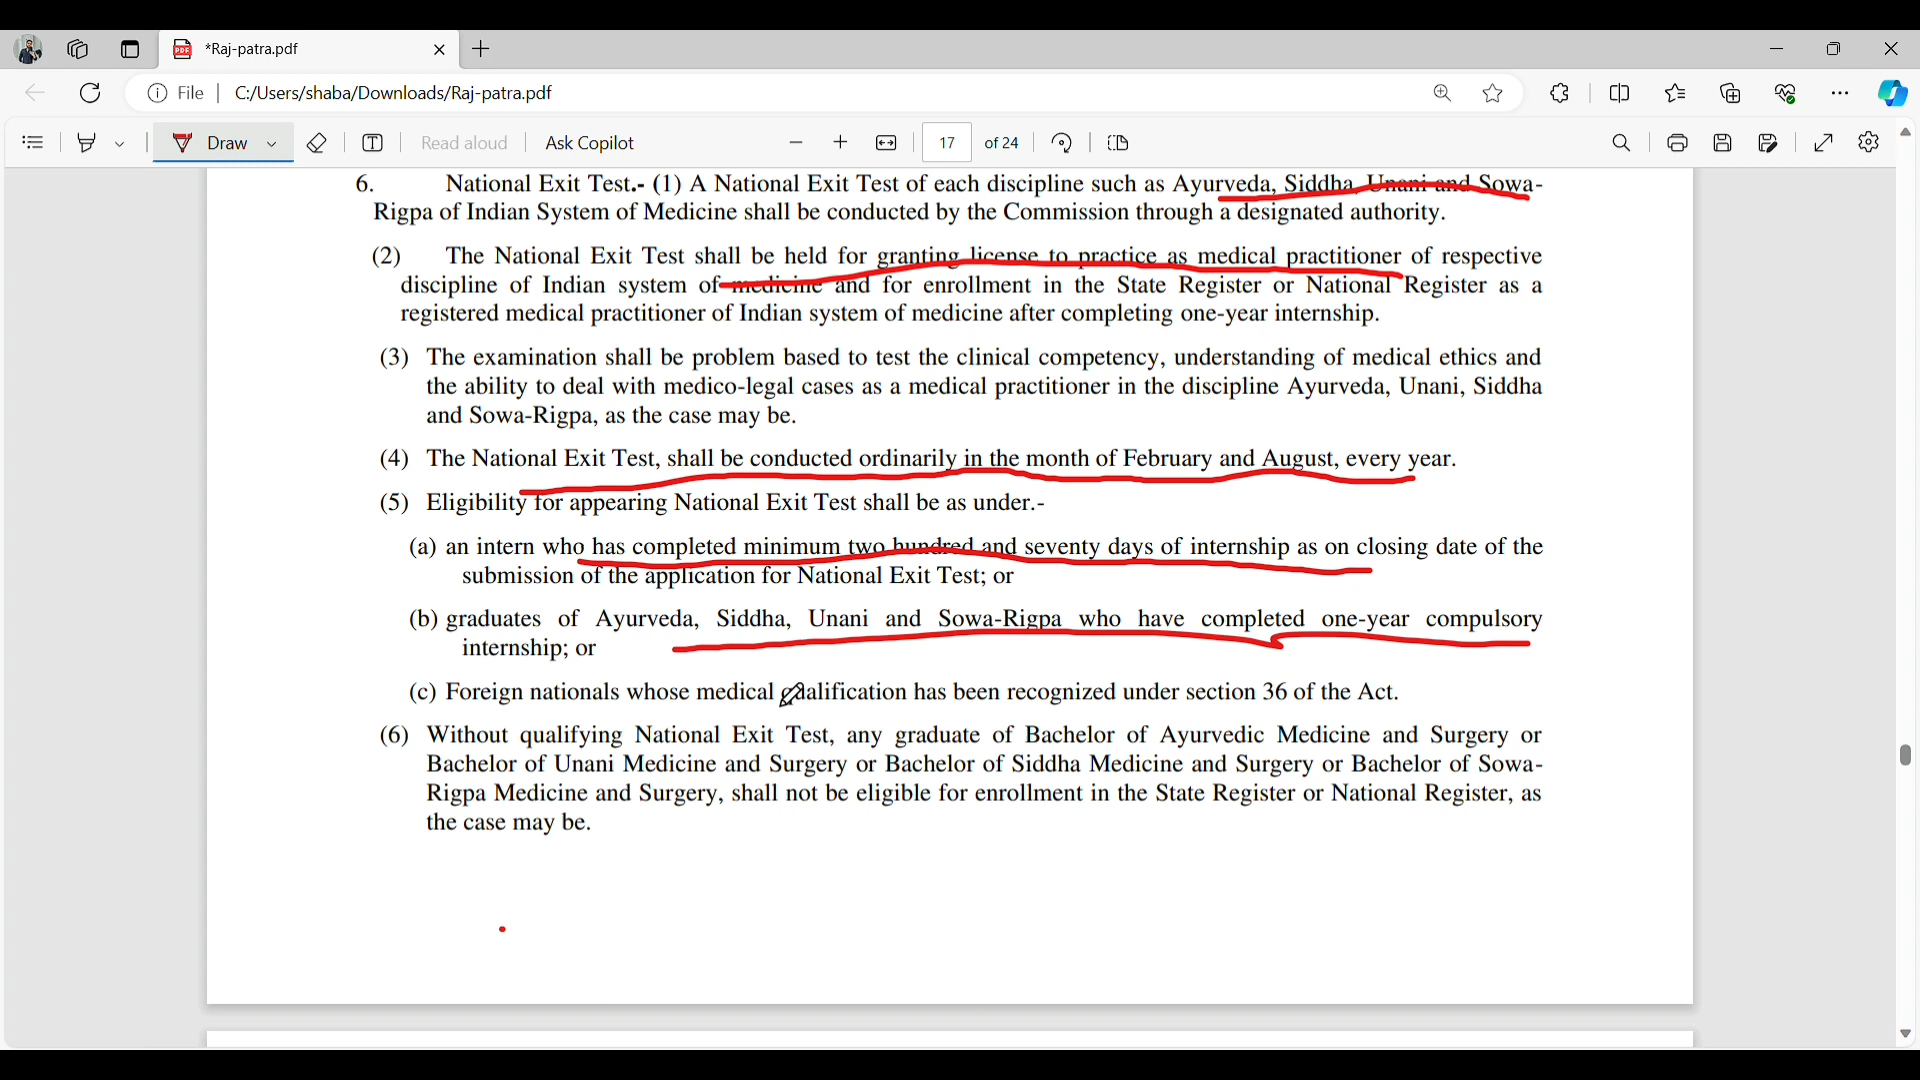 *Raj-patra.pdf
File
C:/Users/shaba/Downloads/Raj-patra.pdf
Draw
Read aloud
Ask Copilot
17
of 24
6. National Exit Test.- (1) A National Exit Test of each discipline such as Ayurveda, Siddha, Unani and Sowa-
Rigpa of Indian System of Medicine shall be conducted by the Commission through a designated authority.
(2) The National Exit Test shall be held for granting license to practice as medical practitioner of respective
discipline of Indian system of medicine and for enrollment in the State Register or National Register as a
registered medical practitioner of Indian system of medicine after completing one-year internship.
(3) The examination shall be problem based to test the clinical competency, understanding of medical ethics and
the ability to deal with medico-legal cases as a medical practitioner in the discipline Ayurveda, Unani, Siddha
and Sowa-Rigpa, as the case may be.
(4) The National Exit Test, shall be conducted ordinarily in the month of February and August, every year.
(5) Eligibility for appearing National Exit Test shall be as under.-
(a) an intern who has completed minimum two hundred and seventy days of internship as on closing date of the
submission of the application for National Exit Test; or
(b) graduates of Ayurveda, Siddha, Unani and Sowa-Rigpa who have completed one-year compulsory
internship; or
(c) Foreign nationals whose medical qualification has been recognized under section 36 of the Act.
(6) Without qualifying National Exit Test, any graduate of Bachelor of Ayurvedic Medicine and Surgery or
Bachelor of Unani Medicine and Surgery or Bachelor of Siddha Medicine and Surgery or Bachelor of Sowa-
Rigpa Medicine and Surgery, shall not be eligible for enrollment in the State Register or National Register, as
the case may be.